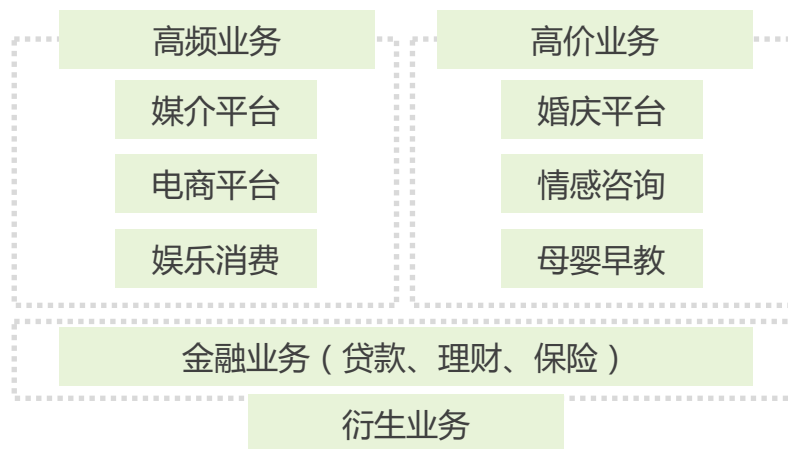 高频业务
媒介平台
电商平台
娱乐消费
高价业务
婚庆平台
情感咨询
母婴早教
金融业务（贷款、理财、保险）
衍生业务